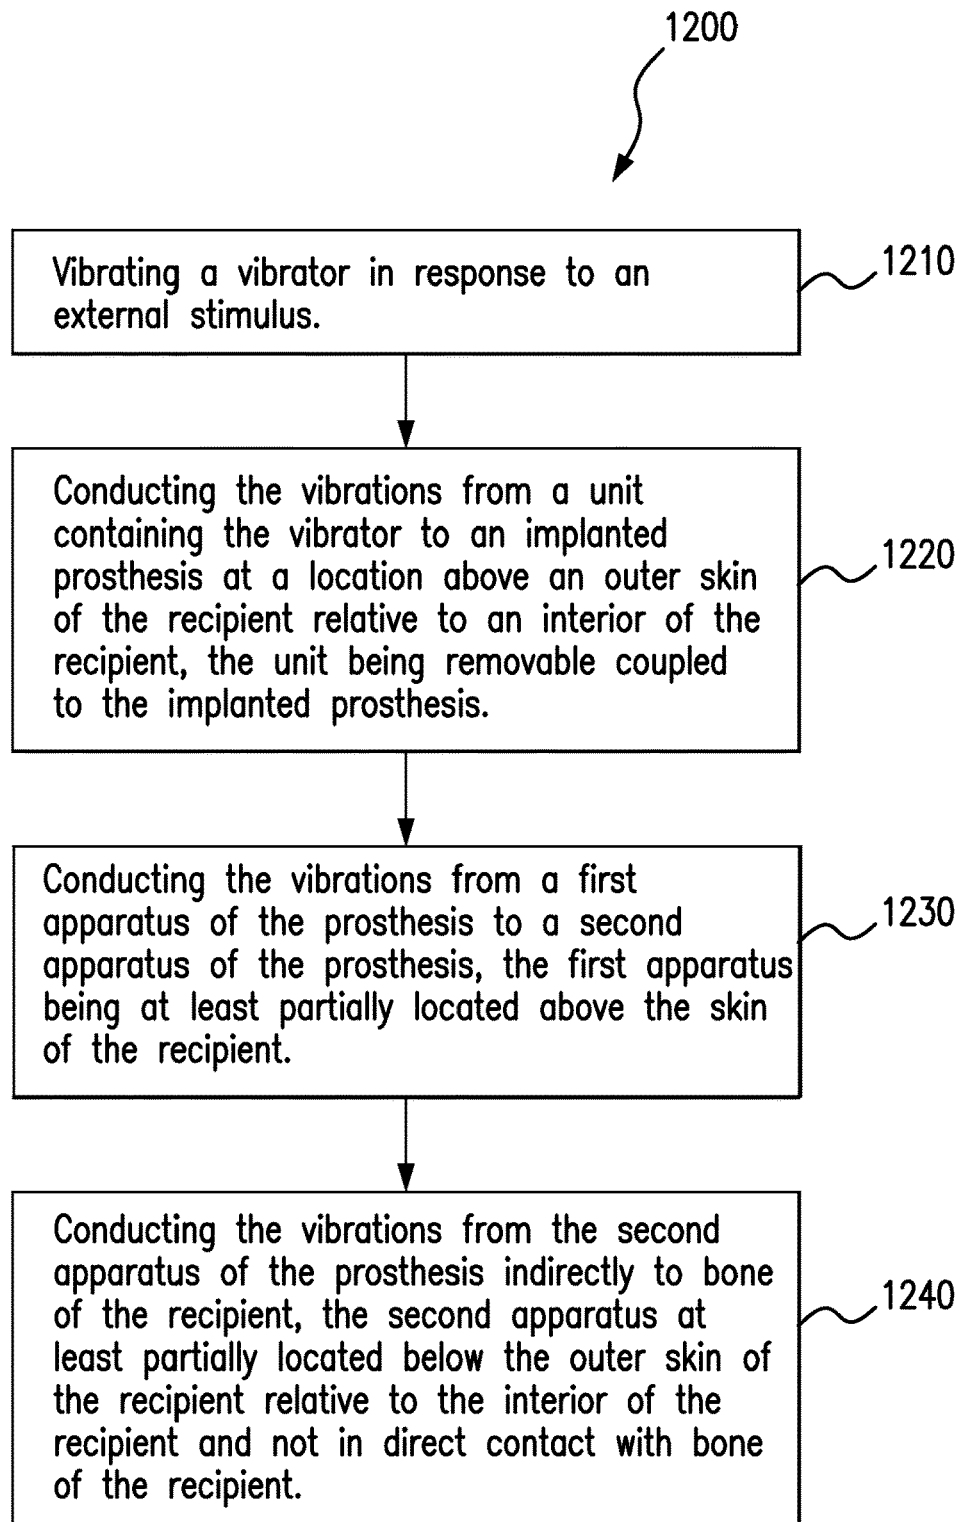 1200
Vibrating a vibrator in response to an
external stimulus.
1210
Conducting the vibrations from a unit
containing the vibrator to an implanted
prosthesis at a location above an outer skin
of the recipient relative to an interior of the
recipient, the unit being removable coupled
to the implanted prosthesis.
1220
Conducting the vibrations from a first
apparatus of the prosthesis to a second
apparatus of the prosthesis, the first apparatus
being at least partially located above the skin
of the recipient.
1230
Conducting the vibrations from the second
apparatus of the prosthesis indirectly to bone
of the recipient, the second apparatus at
least partially located below the outer skin of
the recipient relative to the interior of the
recipient and not in direct contact with bone
of the recipient.
1240